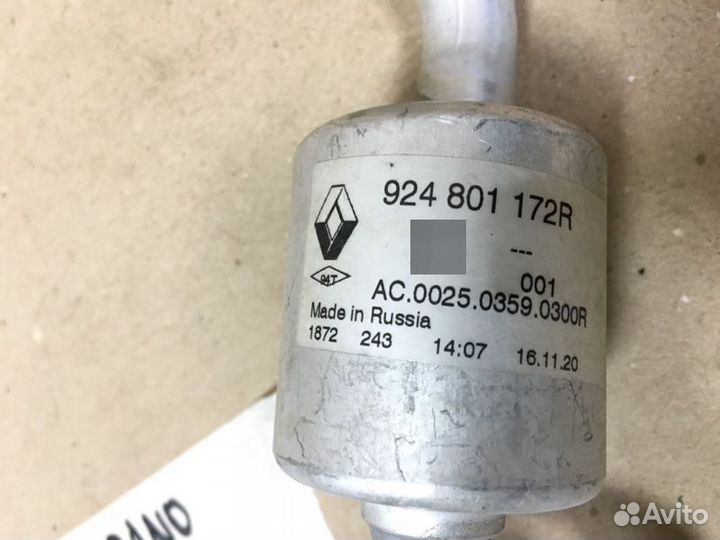 924 801 172R
---
001
AC.0025.0359.0300R
94T
Made in Russia
1872 243 14:07 16.11.20
Avito